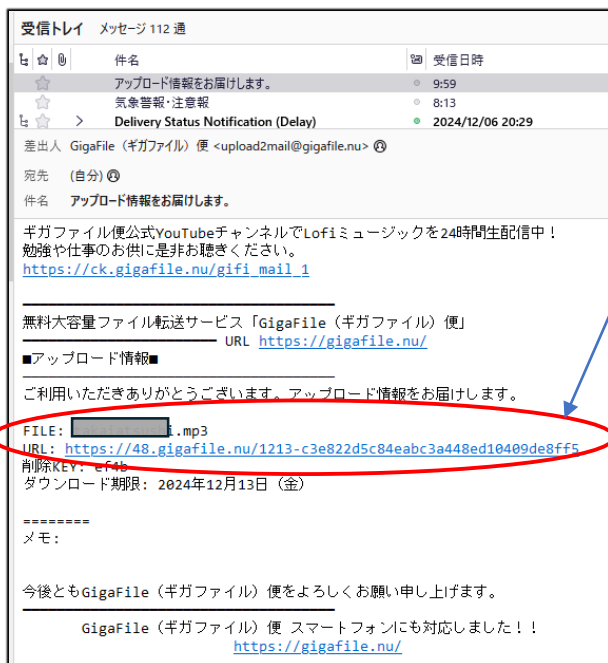 受信トレイ メッセージ 112 通
件名 受信日時
アップロード情報をお届けします。 9:59
気象警報・注意報 8:13
Delivery Status Notification (Delay) 2024/12/06 20:29
差出人 GigaFile（ギガファイル）便 <upload2mail@gigafile.nu>
宛先 (自分)
件名 アップロード情報をお届けします。
ギガファイル便公式YouTubeチャンネルでLofiミュージックを24時間生配信中！
勉強や仕事のお供に是非お聴きください。
https://ck.gigafile.nu/gifi_mail_1
無料大容量ファイル転送サービス「GigaFile（ギガファイル）便」
URL https://gigafile.nu/
■アップロード情報■
ご利用いただきありがとうございます。アップロード情報をお届けします。
FILE: i.mp3
URL: https://48.gigafile.nu/1213-c3e822d5c84eabc3a448ed10409de8ff5
削除KEY: ef4b
ダウンロード期限: 2024年12月13日（金）
========
メモ:
今後ともGigaFile（ギガファイル）便をよろしくお願い申し上げます。
GigaFile（ギガファイル）便 スマートフォンにも対応しました！！
https://gigafile.nu/